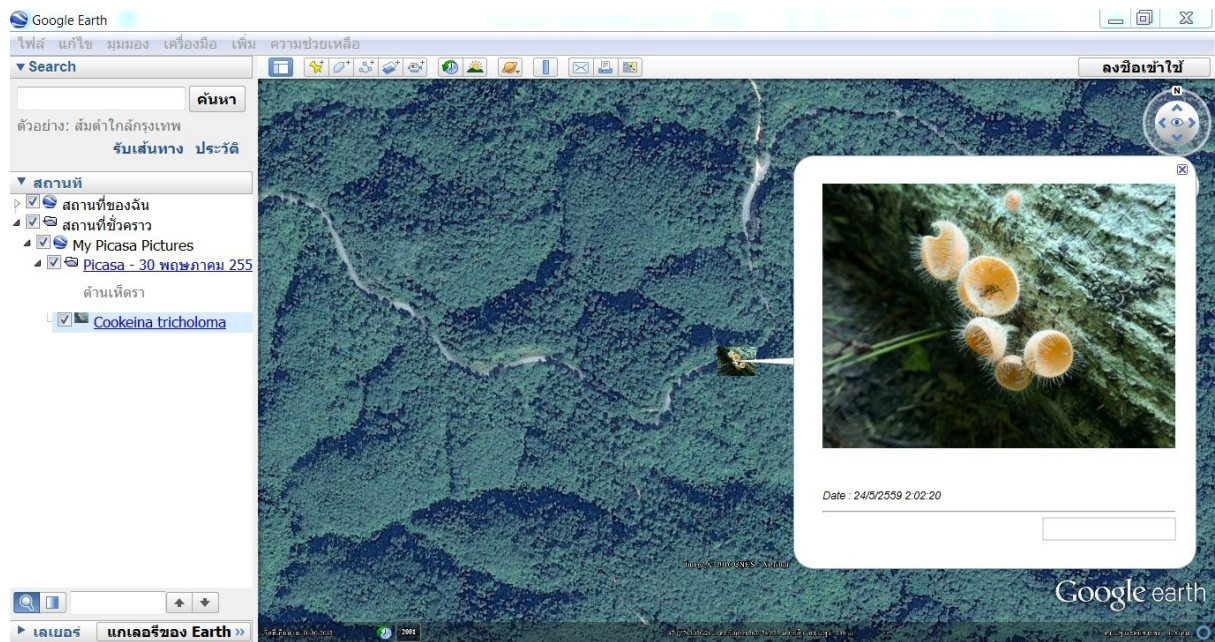 Google Earth
ไฟล์ แก้ไข มุมมอง เครื่องมือ เพิ่ม ความช่วยเหลือ
▼ Search
ลงชื่อเข้าใช้
ค้นหา
ตัวอย่าง: ส้มตำใกล้กรุงเทพ
รับเส้นทาง ประวัติ
N
▼ สถานที่
สถานที่ของฉัน
สถานที่ชั่วคราว
My Picasa Pictures
Picasa - 30 พฤษภาคม 255
ด้านเห็ดรา
Cookeina tricholoma
Date : 24/5/2559 2:02:20
Google earth
2001
เลเยอร์
แกเลอรีของ Earth »